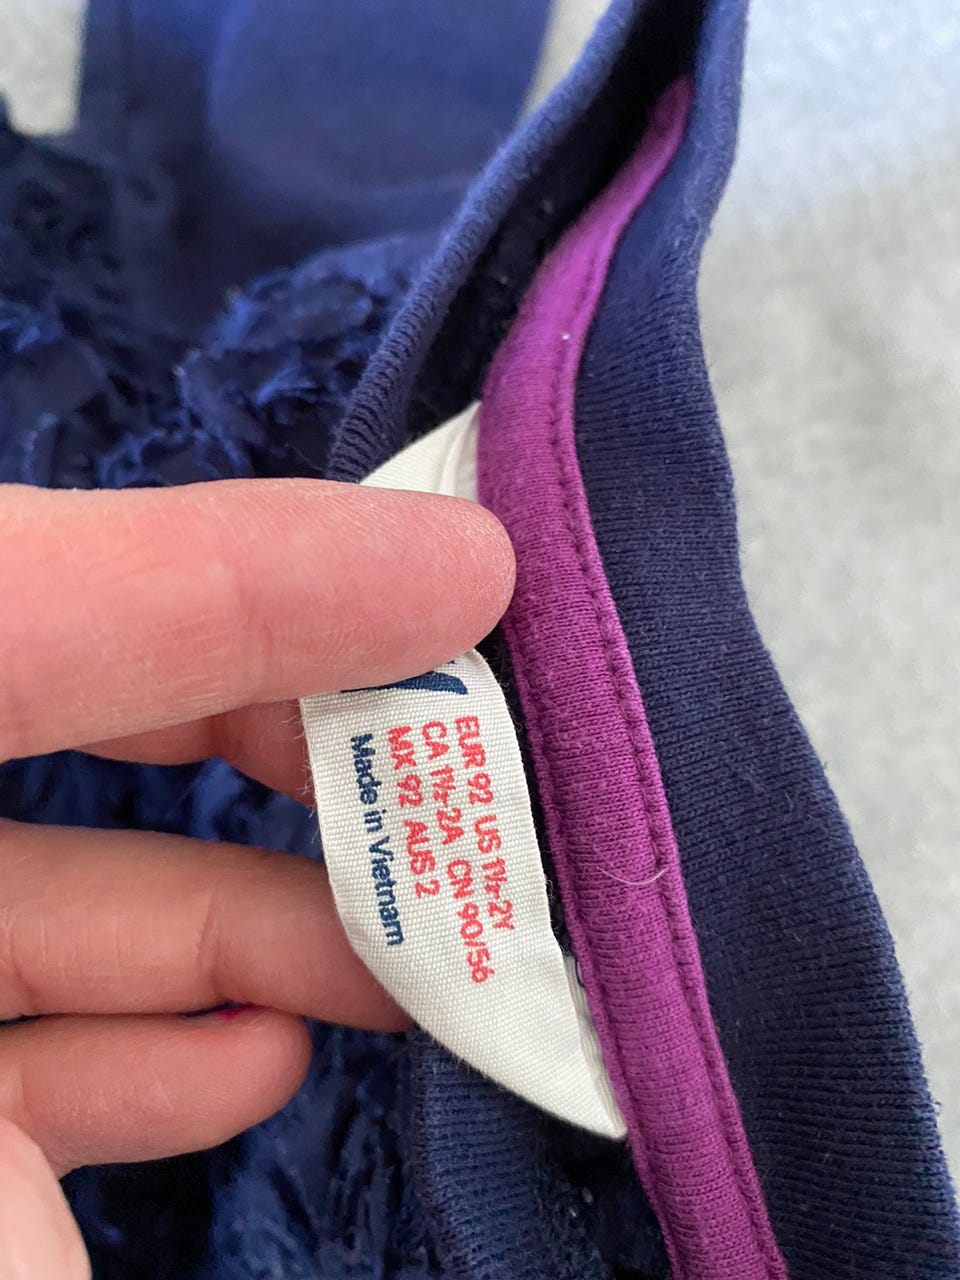 EUR 92 US 1½-2Y
CA 1½-2A CN 90/56
MX 92 AUS 2
Made in Vietnam